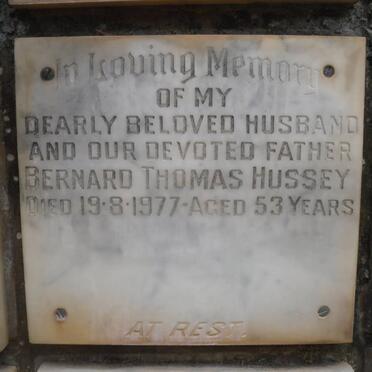 In Loving Memory
OF MY
DEARLY BELOVED HUSBAND
AND OUR DEVOTED FATHER
BERNARD THOMAS HUSSEY
DIED 19·8·1977·AGED 53 YEARS
AT REST.